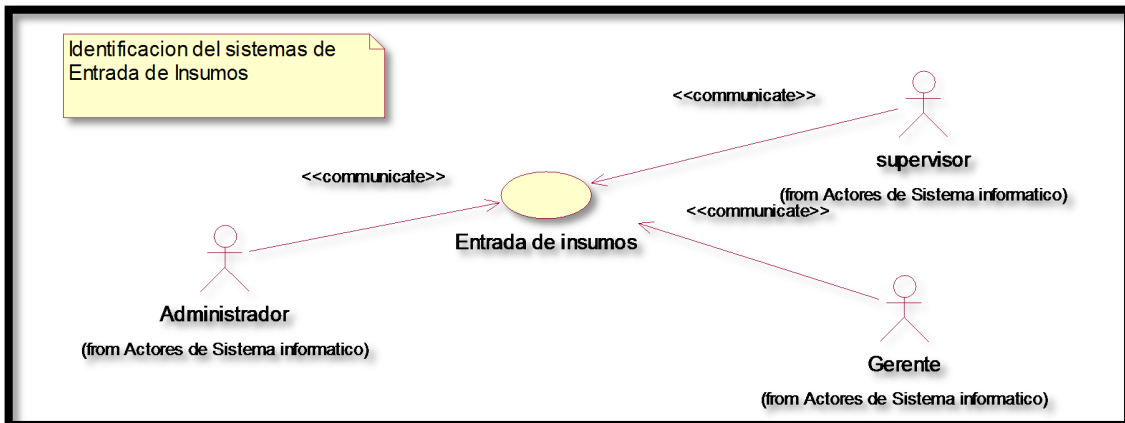 Identificacion del sistemas de
Entrada de Insumos
<<communicate>>
supervisor
(from Actores de Sistema informatico)
<<communicate>>
<<communicate>>
Entrada de insumos
Administrador
(from Actores de Sistema informatico)
Gerente
(from Actores de Sistema informatico)